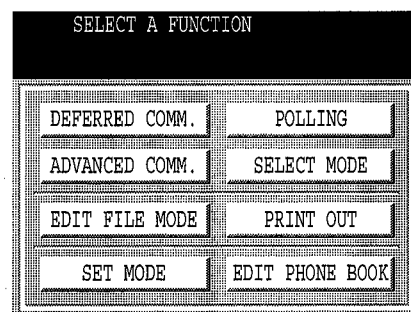 SELECT A FUNCTION
DEFERRED COMM. POLLING
ADVANCED COMM. SELECT MODE
EDIT FILE MODE PRINT OUT
SET MODE EDIT PHONE BOOK